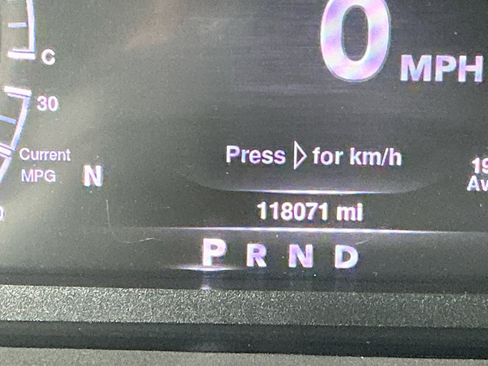 0 MPH
C
30
Current
MPG
N
Press ▷ for km/h
118071 mi
P R N D